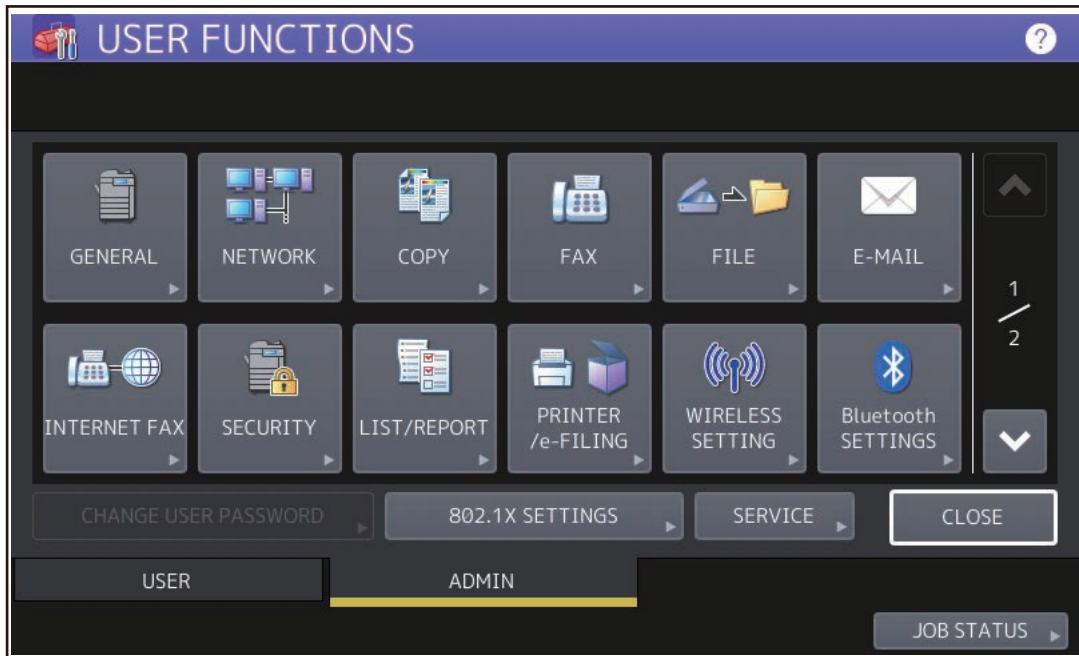 USER FUNCTIONS
?
GENERAL
NETWORK
COPY
FAX
FILE
E-MAIL
1
2
INTERNET FAX
SECURITY
LIST/REPORT
PRINTER
/e-FILING
WIRELESS
SETTING
Bluetooth
SETTINGS
CHANGE USER PASSWORD
802.1X SETTINGS
SERVICE
CLOSE
USER
ADMIN
JOB STATUS